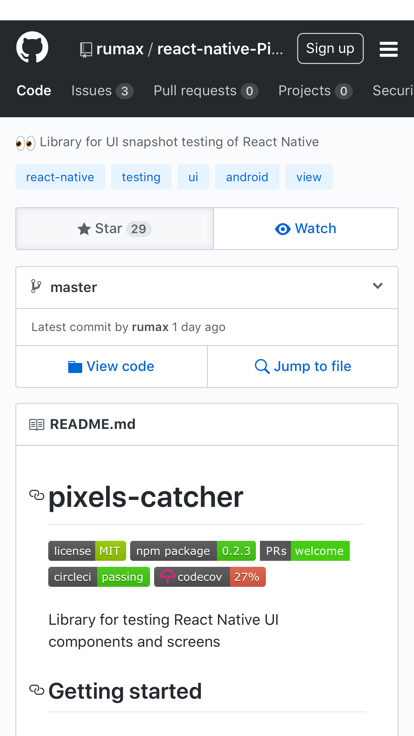 rumax / react-native-Pi... Sign up
Code Issues 3 Pull requests 0 Projects 0 Securi
Library for UI snapshot testing of React Native
react-native testing ui android view
Star 29 Watch
master
Latest commit by rumax 1 day ago
View code Jump to file
README.md
pixels-catcher
license MIT npm package 0.2.3 PRs welcome
circleci passing codecov 27%
Library for testing React Native UI
components and screens
Getting started